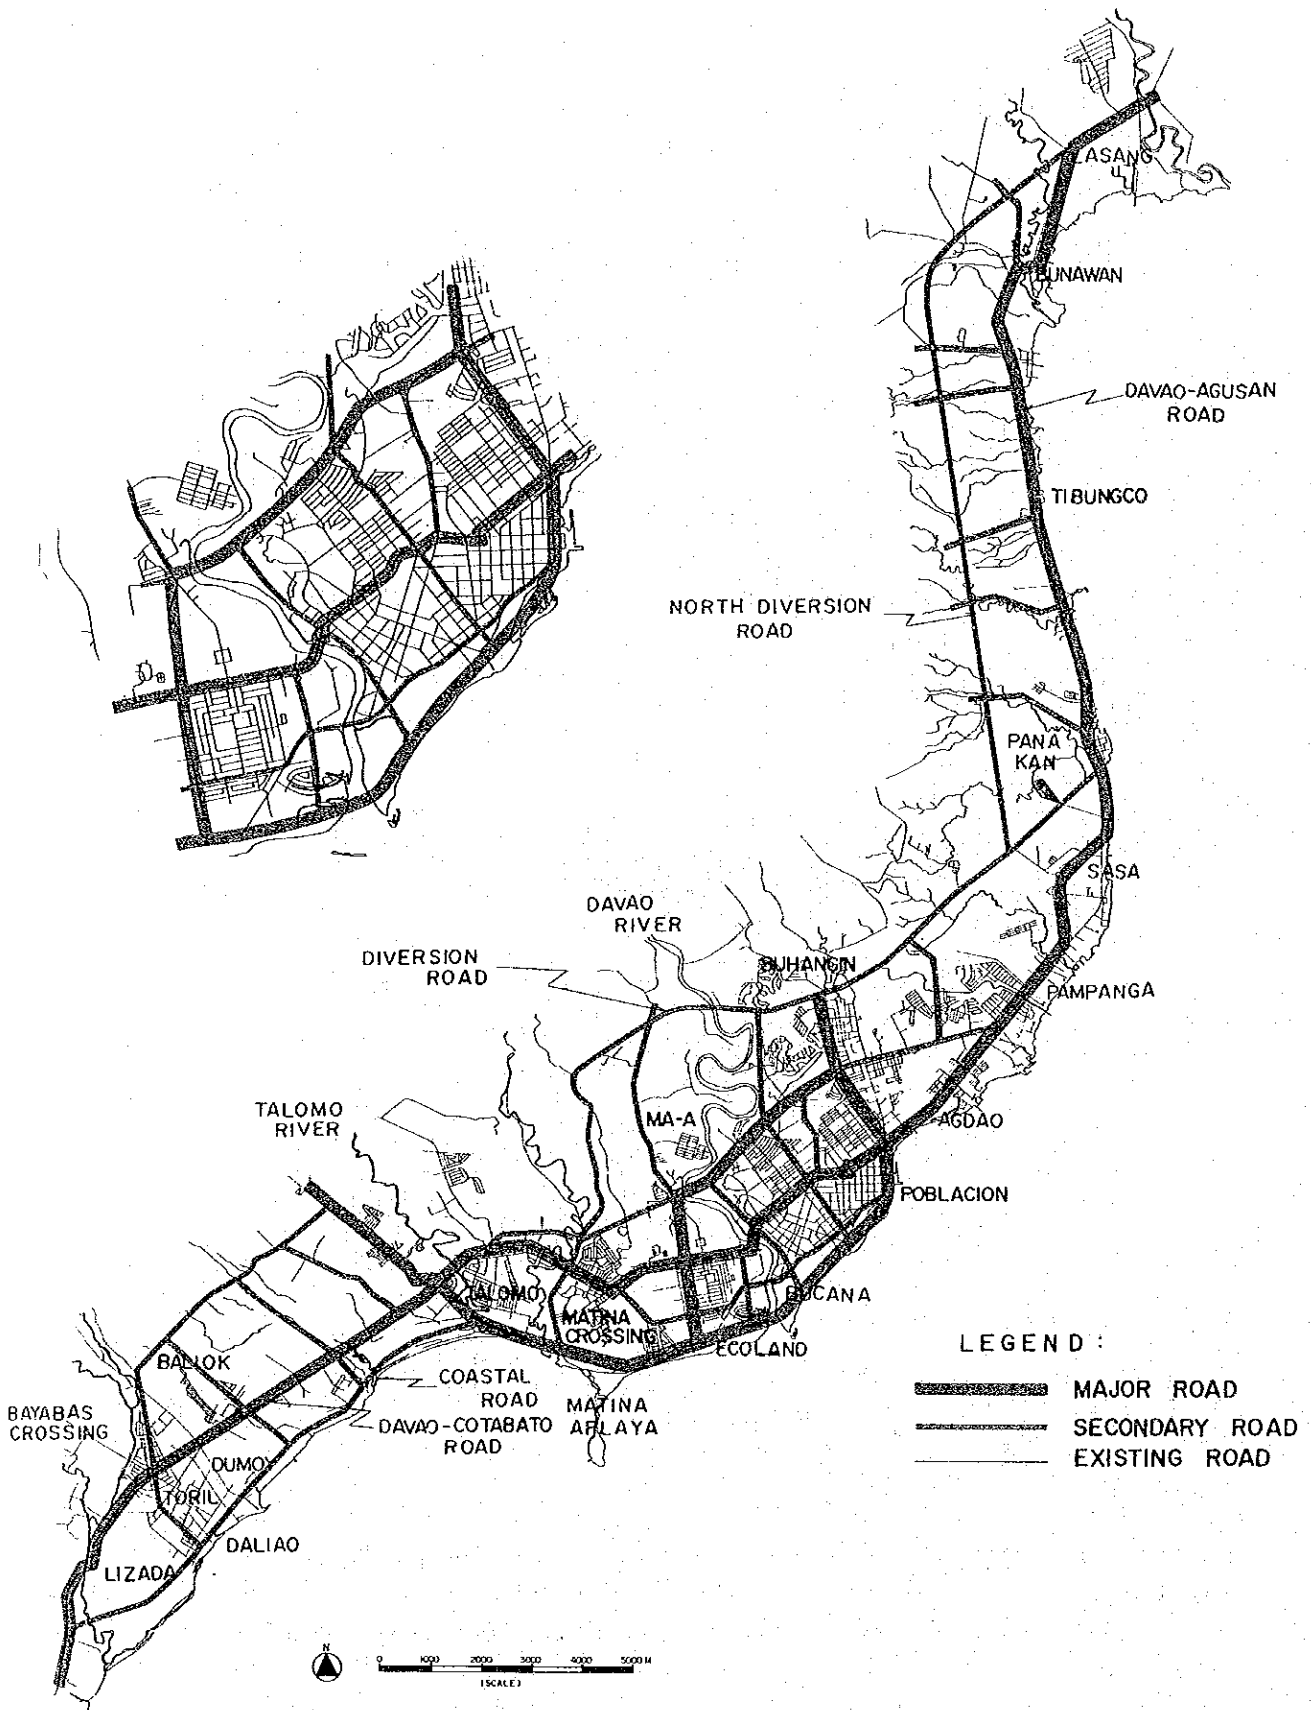 LASANG
BUNAWAN
DAVAO-AGUSAN
ROAD
TIBUNGCO
NORTH DIVERSION
ROAD
PANA
KAN
SASA
DAVAO
RIVER
DIVERSION
ROAD
BUHANGIN
PAMPANGA
TALOMO
RIVER
MA-A
AGDAO
POBLACION
TALOMO
BUCANA
MATINA
CROSSING
ECOLAND
LEGEND :
BALIOK
COASTAL
ROAD
MATINA
APLAYA
MAJOR ROAD
BAYABAS
CROSSING
DAVAO-COTABATO
ROAD
SECONDARY ROAD
EXISTING ROAD
DUMOY
TORIL
DALIAO
LIZADA
N
0 1000 2000 3000 4000 5000 M
(SCALE)